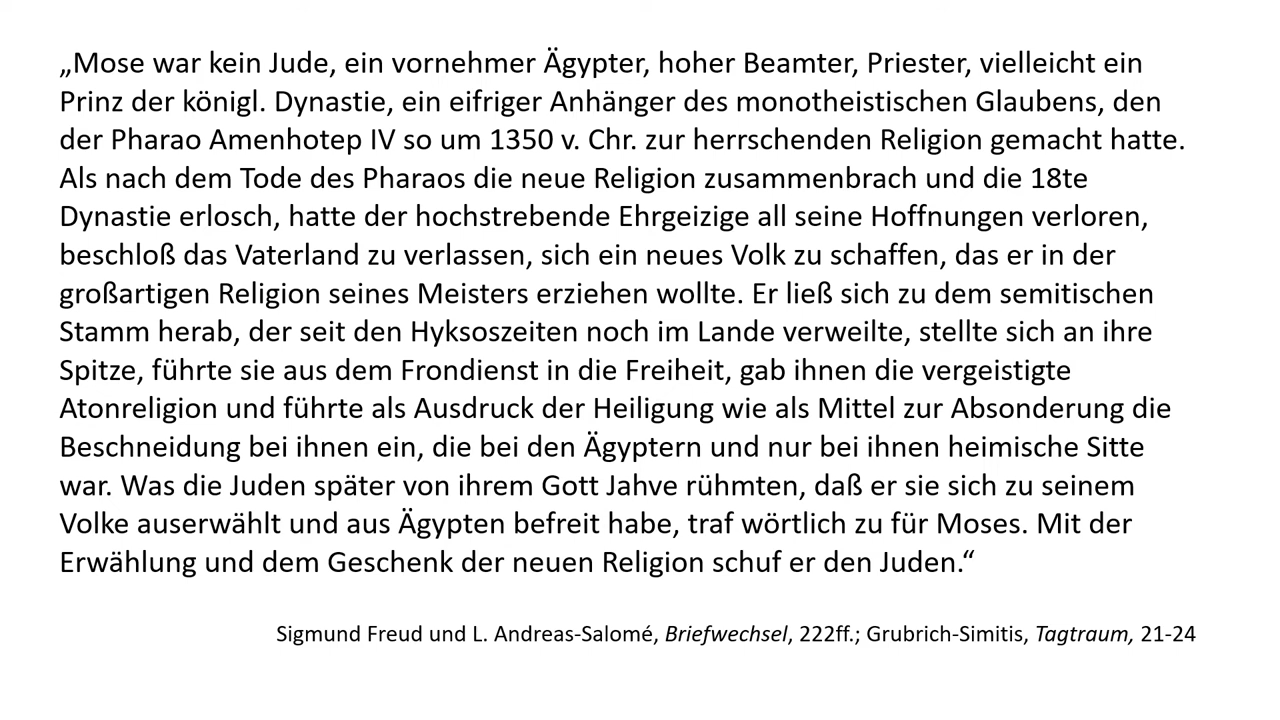 „Mose war kein Jude, ein vornehmer Ägypter, hoher Beamter, Priester, vielleicht ein
Prinz der königl. Dynastie, ein eifriger Anhänger des monotheistischen Glaubens, den
der Pharao Amenhotep IV so um 1350 v. Chr. zur herrschenden Religion gemacht hatte.
Als nach dem Tode des Pharaos die neue Religion zusammenbrach und die 18te
Dynastie erlosch, hatte der hochstrebende Ehrgeizige all seine Hoffnungen verloren,
beschloß das Vaterland zu verlassen, sich ein neues Volk zu schaffen, das er in der
großartigen Religion seines Meisters erziehen wollte. Er ließ sich zu dem semitischen
Stamm herab, der seit den Hyksoszeiten noch im Lande verweilte, stellte sich an ihre
Spitze, führte sie aus dem Frondienst in die Freiheit, gab ihnen die vergeistigte
Atonreligion und führte als Ausdruck der Heiligung wie als Mittel zur Absonderung die
Beschneidung bei ihnen ein, die bei den Ägyptern und nur bei ihnen heimische Sitte
war. Was die Juden später von ihrem Gott Jahve rühmten, daß er sie sich zu seinem
Volke auserwählt und aus Ägypten befreit habe, traf wörtlich zu für Moses. Mit der
Erwählung und dem Geschenk der neuen Religion schuf er den Juden.“
Sigmund Freud und L. Andreas-Salomé, Briefwechsel, 222ff.; Grubrich-Simitis, Tagtraum, 21-24